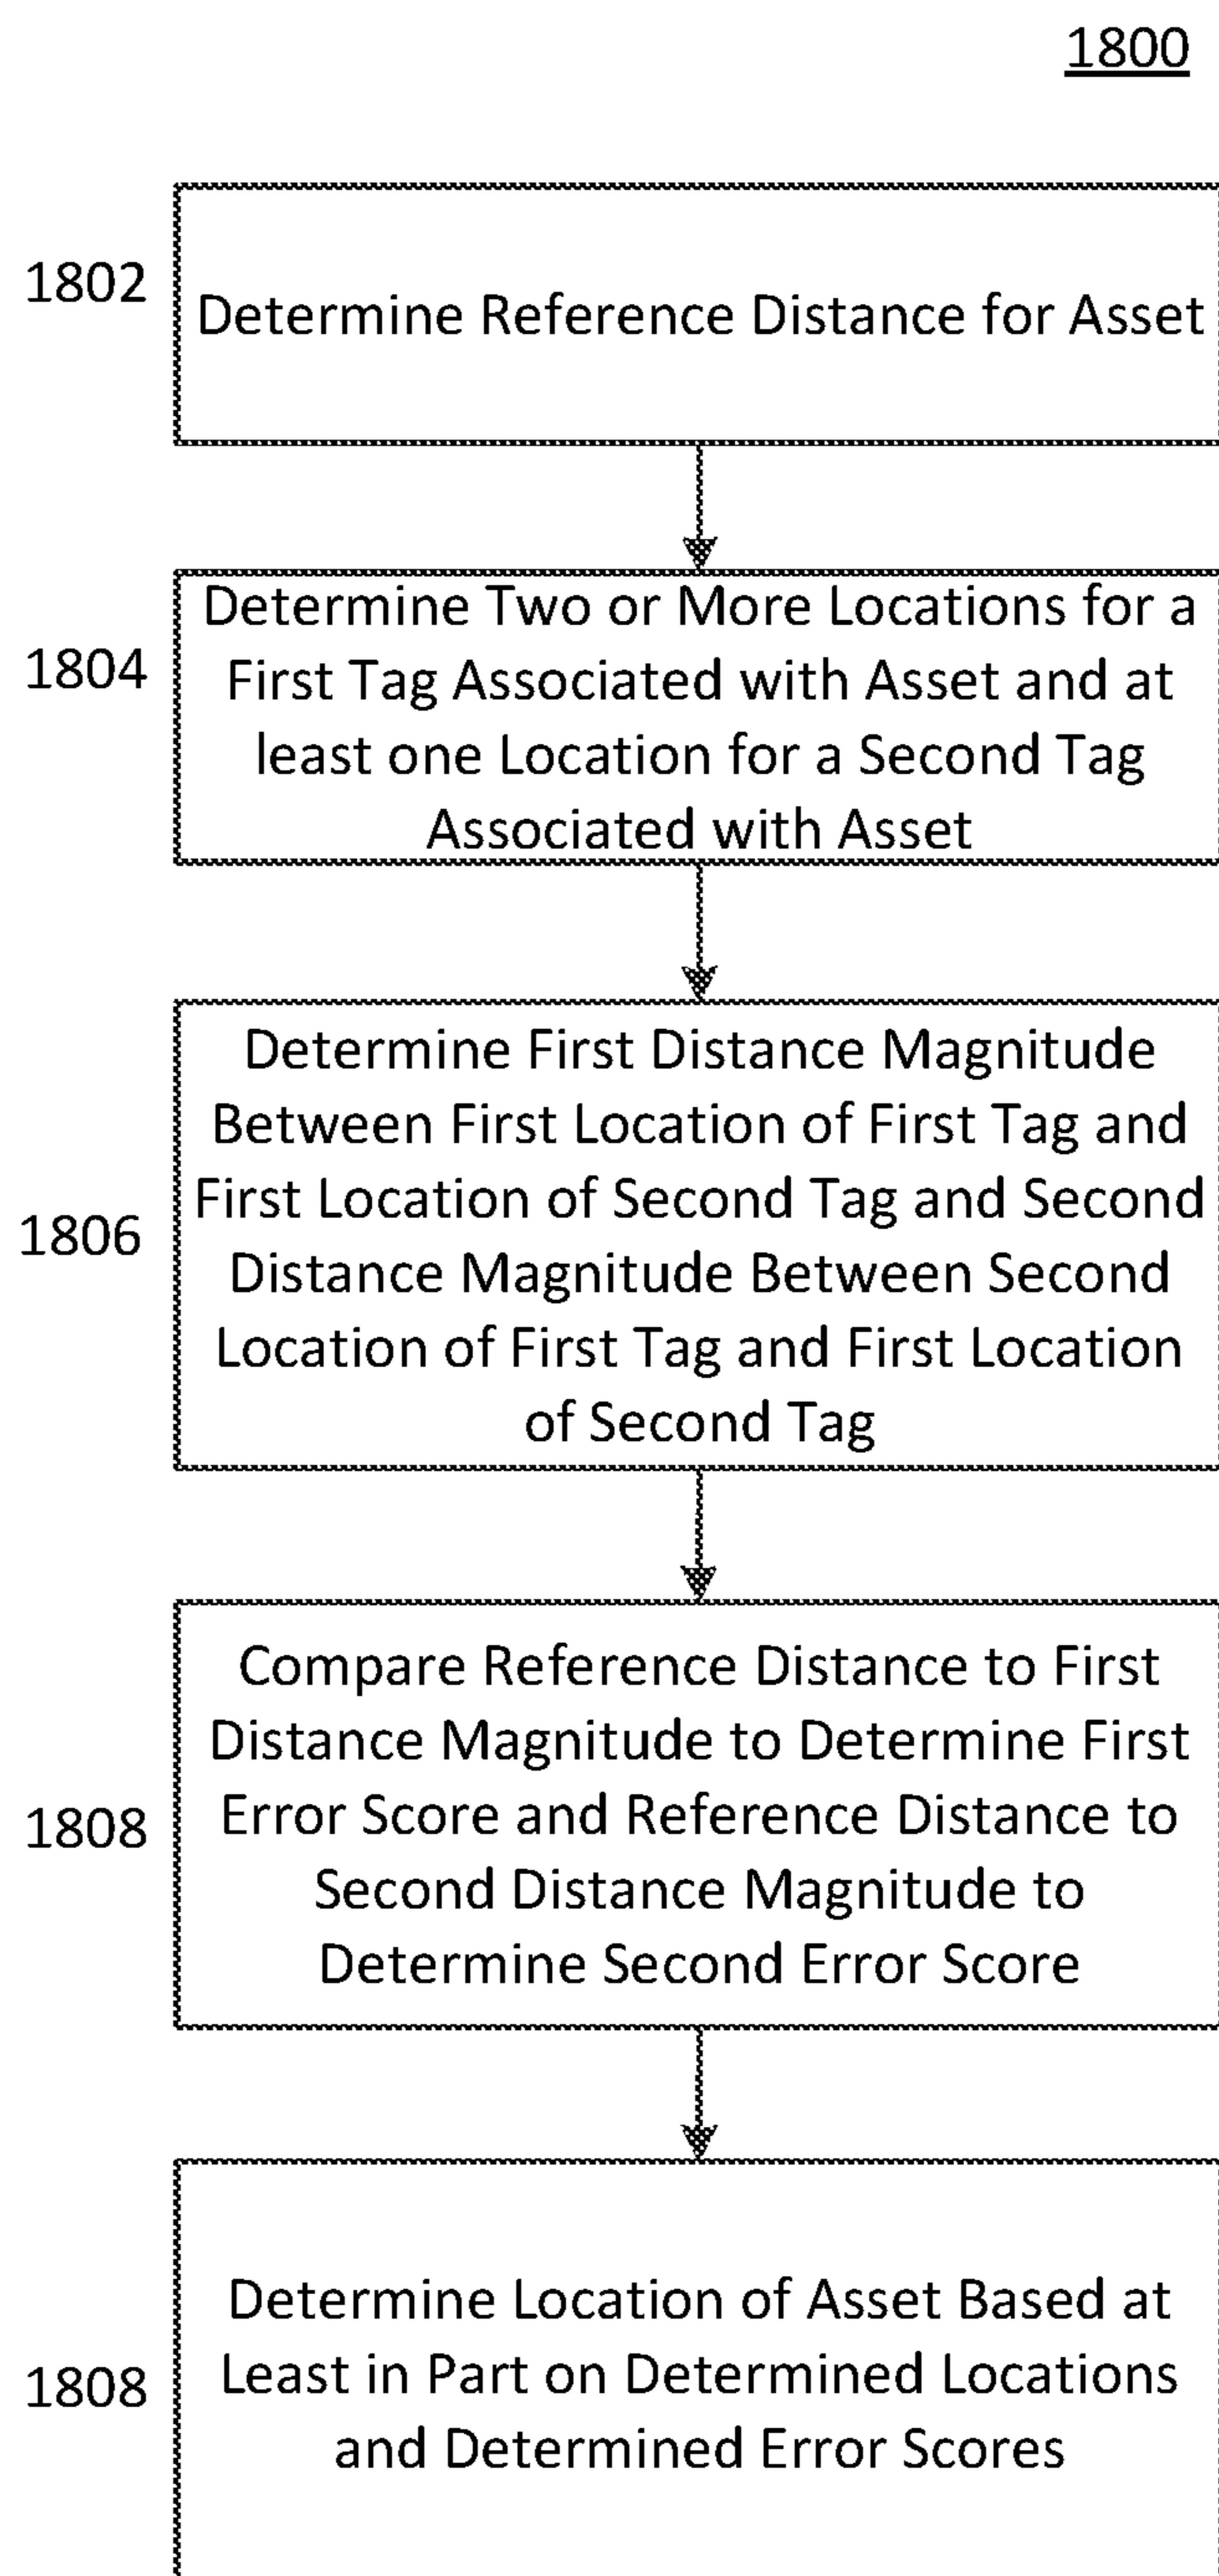 1800
1802
Determine Reference Distance for Asset
1804
Determine Two or More Locations for a
First Tag Associated with Asset and at
least one Location for a Second Tag
Associated with Asset
1806
Determine First Distance Magnitude
Between First Location of First Tag and
First Location of Second Tag and Second
Distance Magnitude Between Second
Location of First Tag and First Location
of Second Tag
1808
Compare Reference Distance to First
Distance Magnitude to Determine First
Error Score and Reference Distance to
Second Distance Magnitude to
Determine Second Error Score
1808
Determine Location of Asset Based at
Least in Part on Determined Locations
and Determined Error Scores